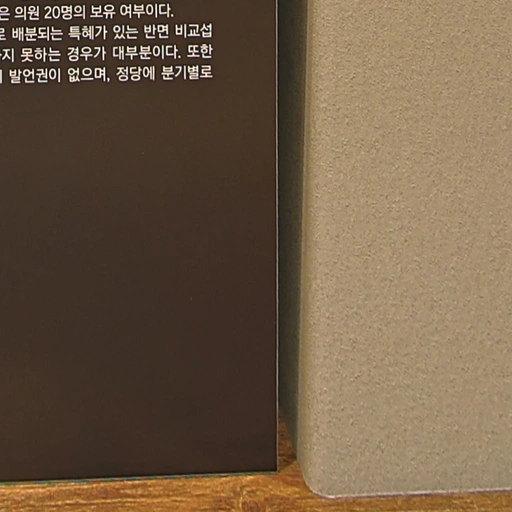 은 의원 20명의 보유 여부이다.
로 배분되는 특혜가 있는 반면 비교섭
지 못하는 경우가 대부분이다. 또한
발언권이 없으며, 정당에 분기별로